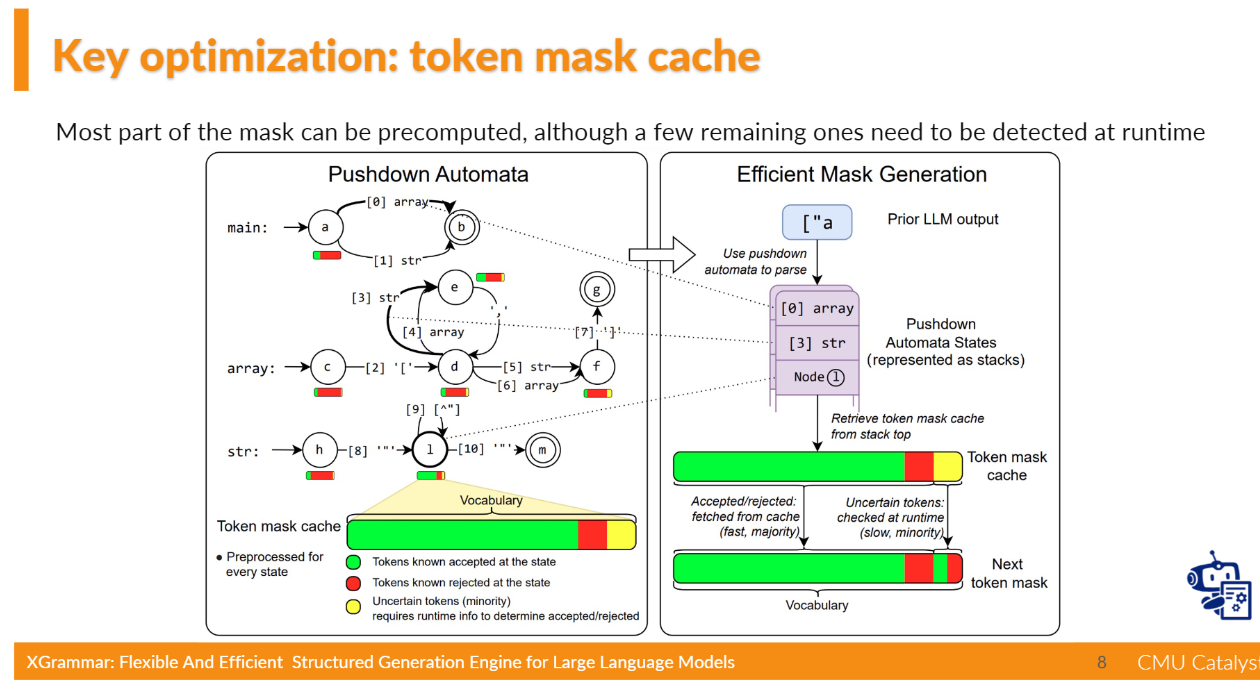 Key optimization: token mask cache
Most part of the mask can be precomputed, although a few remaining ones need to be detected at runtime
Pushdown Automata
main:
a
[0] array
b
[1] str
e
[3] str
[4] array
','
g
[7] ']'
array:
c
[2] '['
d
[5] str
[6] array
f
[9] [^"]
str:
h
[8] '"'
l
[10] '"'
m
Vocabulary
Token mask cache
• Preprocessed for
every state
Tokens known accepted at the state
Tokens known rejected at the state
Uncertain tokens (minority)
requires runtime info to determine accepted/rejected
Efficient Mask Generation
["a
Prior LLM output
Use pushdown
automata to parse
[0] array
[3] str
Node l
Pushdown
Automata States
(represented as stacks)
Retrieve token mask cache
from stack top
Token mask
cache
Accepted/rejected:
fetched from cache
(fast, majority)
Uncertain tokens:
checked at runtime
(slow, minority)
Next
token mask
Vocabulary
XGrammar: Flexible And Efficient Structured Generation Engine for Large Language Models
8
CMU Catalyst